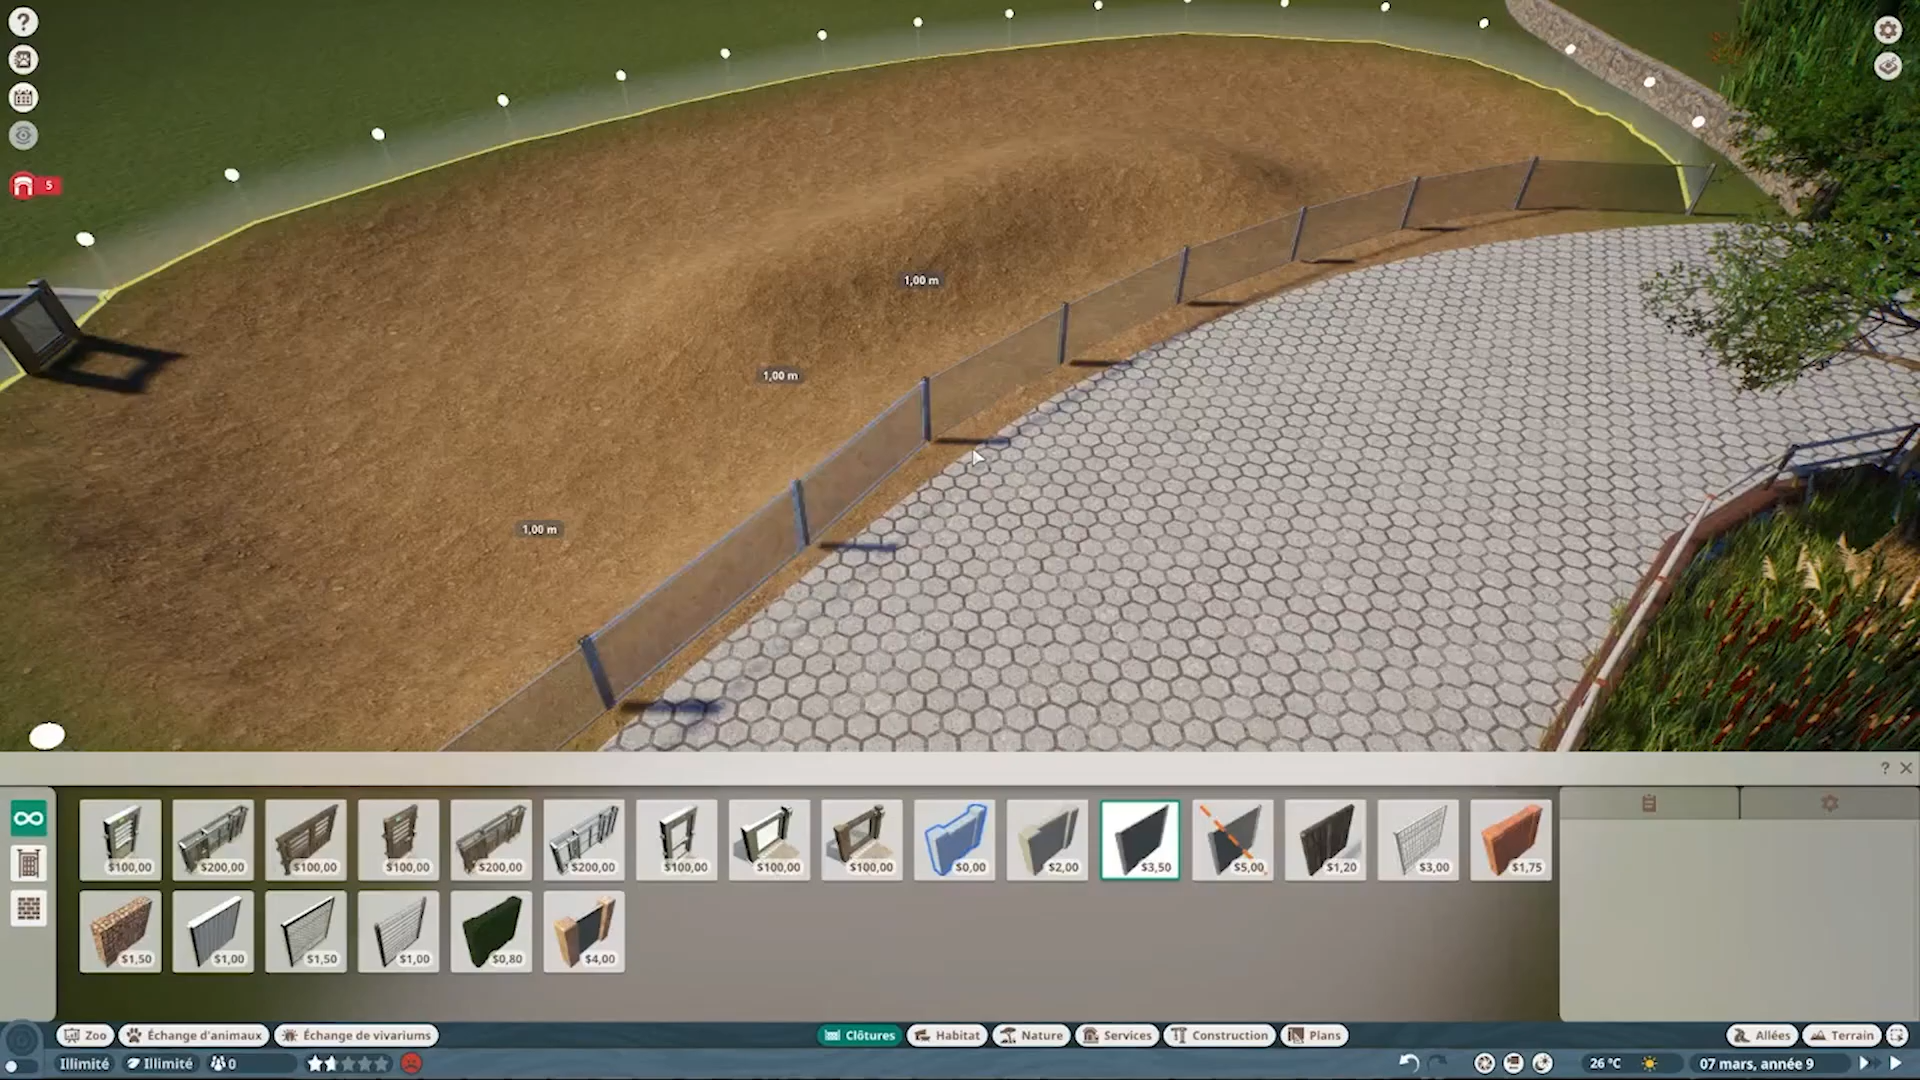 5
1,00 m
1,00 m
1,00 m
?
$100,00 $200,00 $100,00 $100,00 $200,00 $200,00 $100,00 $100,00 $100,00 $0,00 $2,00 $3,50 $5,00 $1,20 $3,00 $1,75
$1,50 $1,00 $1,50 $1,00 $0,80 $4,00
Zoo Échange d'animaux Échange de vivariums Clôtures Habitat Nature Services Construction Plans Allées Terrain
Illimité Illimité 0 26 °C 07 mars, année 9